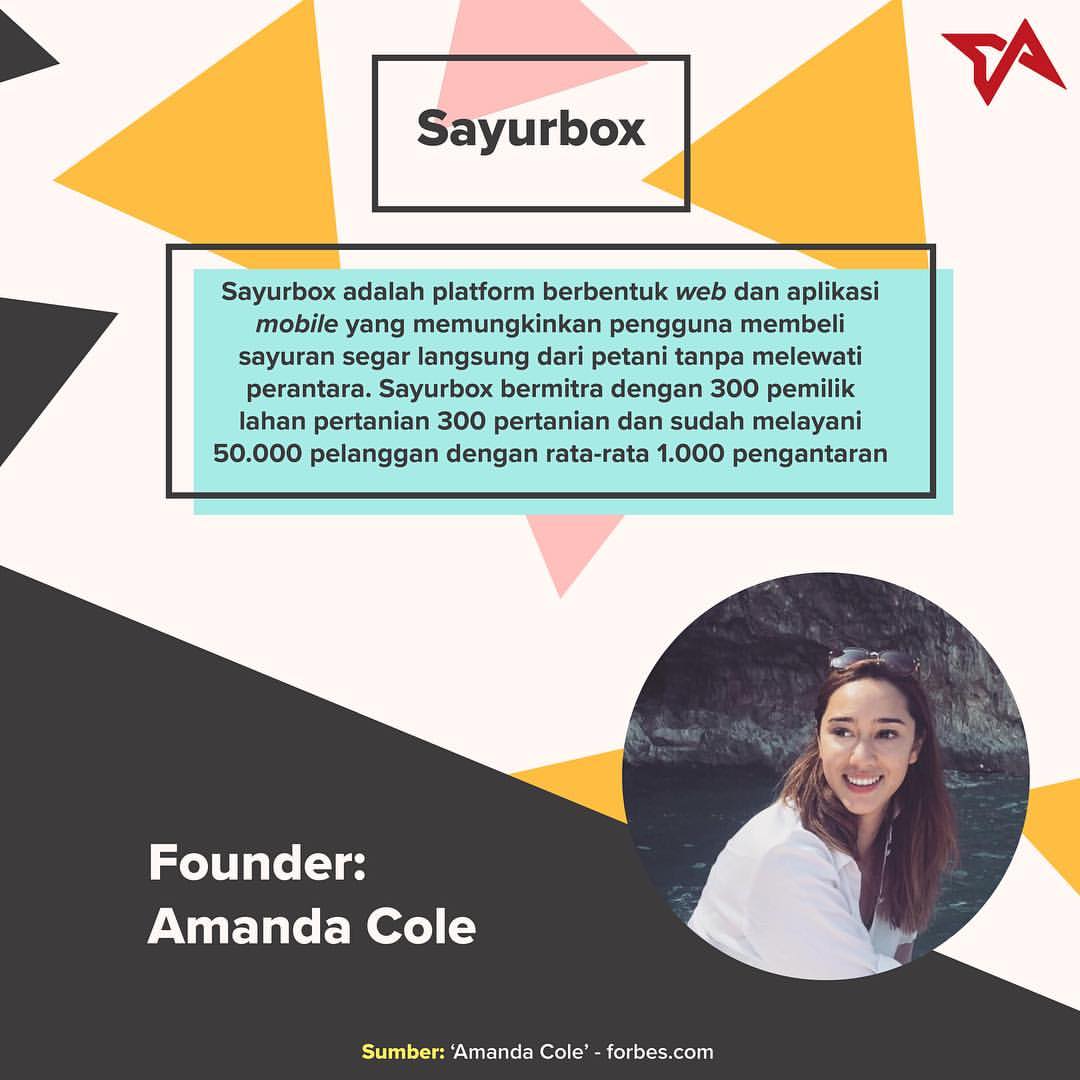 Sayurbox
Sayurbox adalah platform berbentuk web dan aplikasi
mobile yang memungkinkan pengguna membeli
sayuran segar langsung dari petani tanpa melewati
perantara. Sayurbox bermitra dengan 300 pemilik
lahan pertanian 300 pertanian dan sudah melayani
50.000 pelanggan dengan rata-rata 1.000 pengantaran
Founder:
Amanda Cole
Sumber: ‘Amanda Cole’ - forbes.com